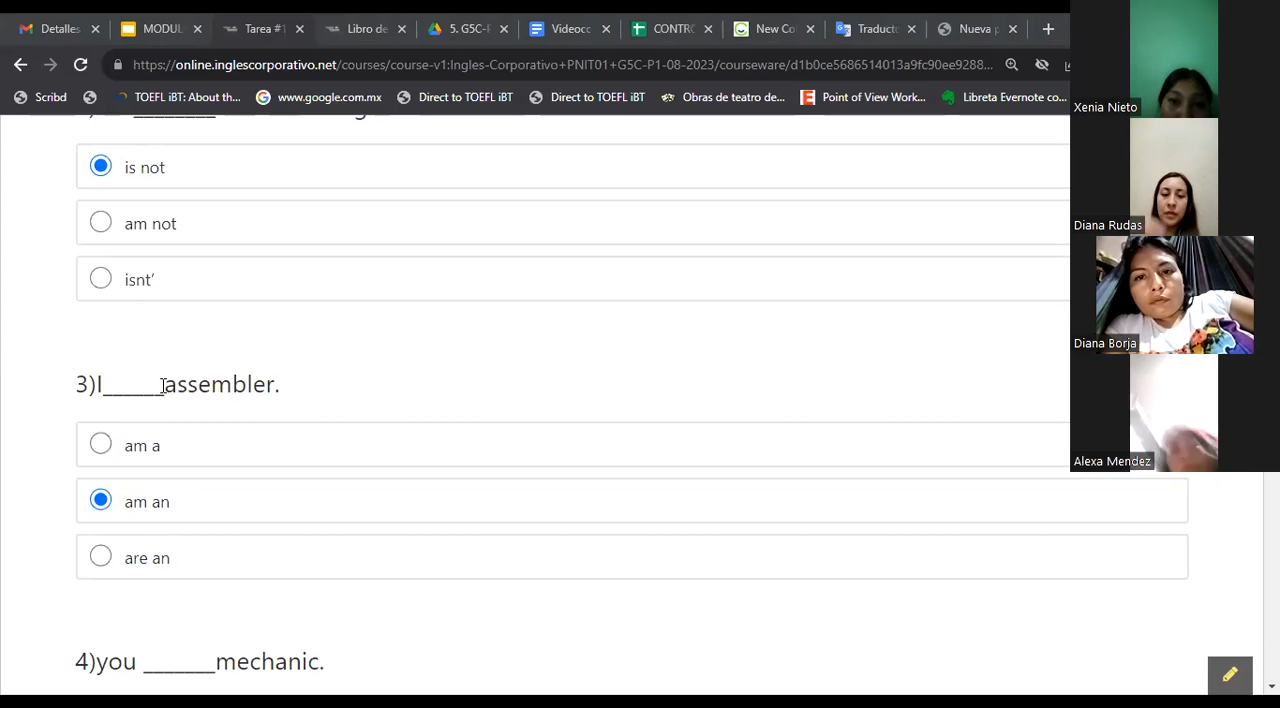 Detalles
MODUL
Tarea #1
Libro de
5. G5C-F
Videocc
CONTRO
New Co
Traducto
Nueva p
https://online.inglescorporativo.net/courses/course-v1:Ingles-Corporativo+PNIT01+G5C-P1-08-2023/courseware/d1b0ce5686514013a9fc90ee9288...
Scribd
TOEFL iBT: About th...
www.google.com.mx
Direct to TOEFL iBT
Direct to TOEFL iBT
Obras de teatro de...
Point of View Work...
Libreta Evernote co...
is not
am not
isnt'
3)I______assembler.
am a
am an
are an
4)you _______mechanic.
Xenia Nieto
Diana Rudas
Diana Borja
Alexa Mendez